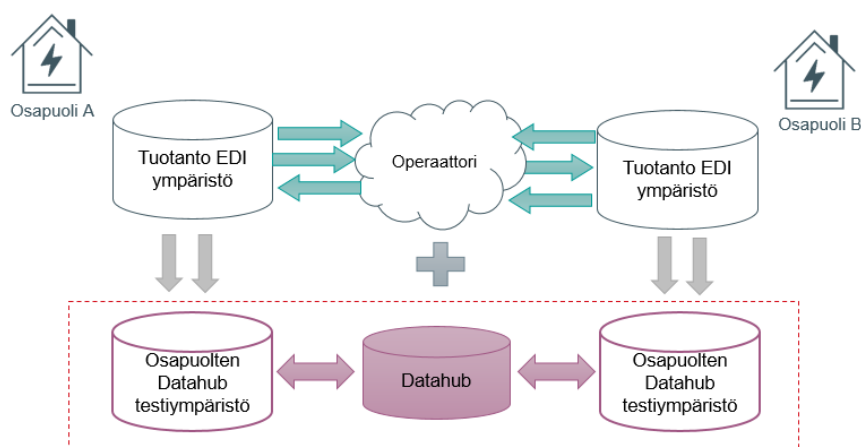 Osapuoli A
Osapuoli B
Tuotanto EDI
ympäristö
Operaattori
Tuotanto EDI
ympäristö
Osapuolten
Datahub
testiympäristö
Datahub
Osapuolten
Datahub
testiympäristö